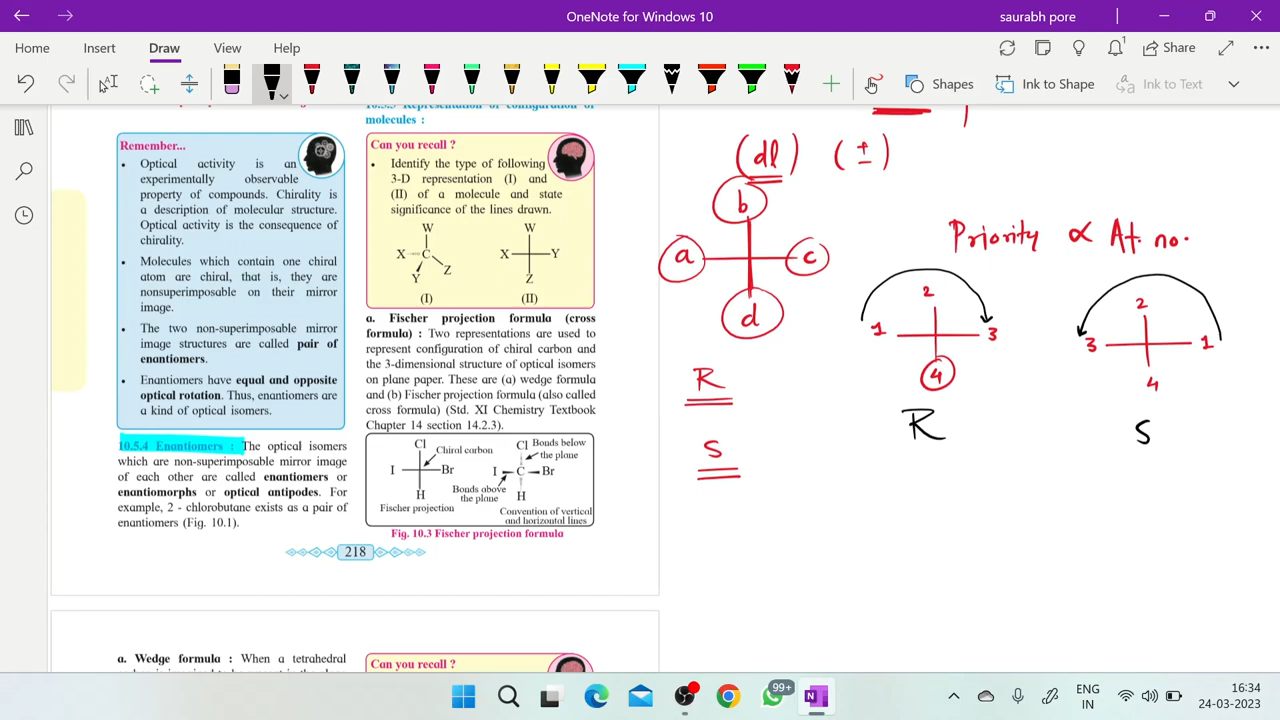 OneNote for Windows 10
saurabh pore
Home Insert Draw View Help
Share
Shapes
Ink to Shape
Ink to Text
Remember...
• Optical activity is an
experimentally observable
property of compounds. Chirality is
a description of molecular structure.
Optical activity is the consequence of
chirality.
• Molecules which contain one chiral
atom are chiral, that is, they are
nonsuperimposable on their mirror
image.
• The two non-superimposable mirror
image structures are called pair of
enantiomers.
• Enantiomers have equal and opposite
optical rotation. Thus, enantiomers are
a kind of optical isomers.
10.5.4 Enantiomers : The optical isomers
which are non-superimposable mirror image
of each other are called enantiomers or
enantiomorphs or optical antipodes. For
example, 2 - chlorobutane exists as a pair of
enantiomers (Fig. 10.1).
10.5.5 Representation of configuration of
molecules :
Can you recall ?
• Identify the type of following
3-D representation (I) and
(II) of a molecule and state
significance of the lines drawn.
W W
X C X Y
Y Z Z
(I) (II)
a. Fischer projection formula (cross
formula) : Two representations are used to
represent configuration of chiral carbon and
the 3-dimensional structure of optical isomers
on plane paper. These are (a) wedge formula
and (b) Fischer projection formula (also called
cross formula) (Std. XI Chemistry Textbook
Chapter 14 section 14.2.3).
Cl Chiral carbon
I Br
H
Fischer projection
Cl Bonds below
the plane
I C Br
Bonds above
the plane
H
Convention of vertical
and horizontal lines
Fig. 10.3 Fischer projection formula
218
a. Wedge formula : When a tetrahedral
Can you recall ?
(dl) (±)
b
a c
d
R
S
Priority ∝ At. no.
2
1 3
4
R
2
3 1
4
S
99+
ENG
IN
16:34
24-03-2023